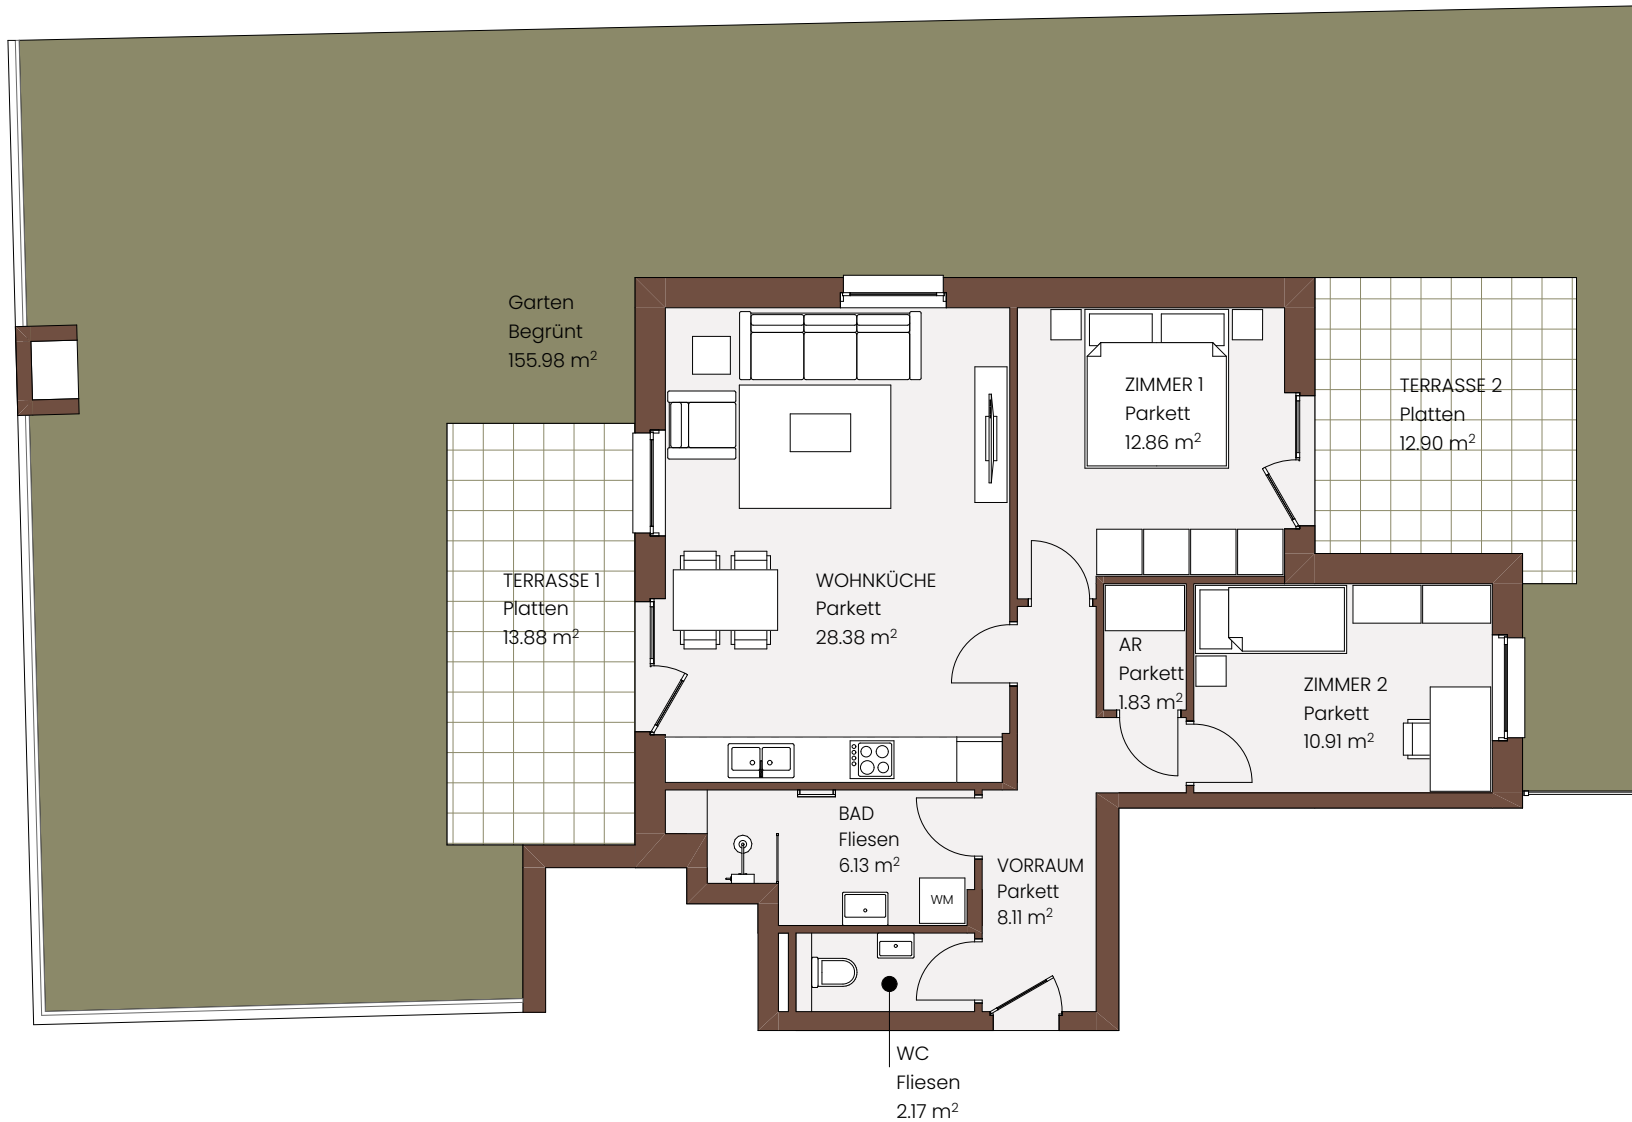 Garten
Begrünt
155.98 m²
ZIMMER 1
Parkett
12.86 m²
TERRASSE 2
Platten
12.90 m²
TERRASSE 1
Platten
13.88 m²
WOHNKÜCHE
Parkett
28.38 m²
AR
Parkett
1.83 m²
ZIMMER 2
Parkett
10.91 m²
BAD
Fliesen
6.13 m²
WM
VORRAUM
Parkett
8.11 m²
WC
Fliesen
2.17 m²